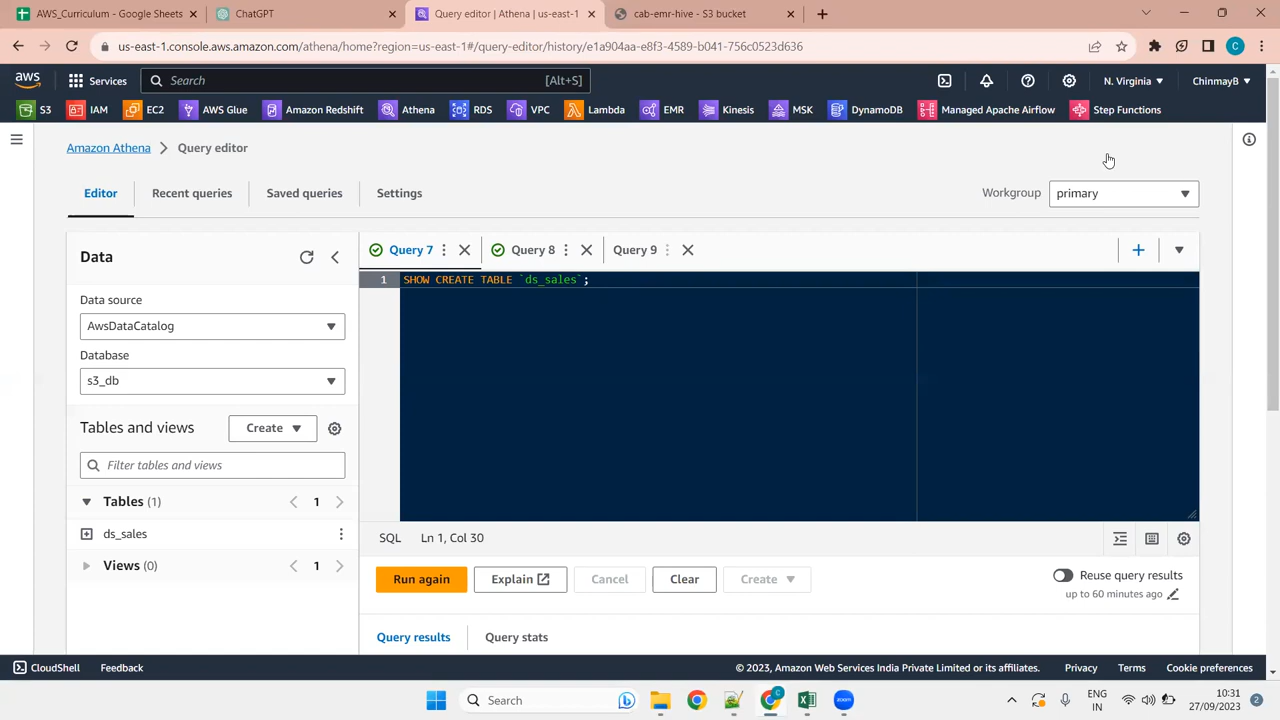 AWS_Curriculum - Google Sheets
ChatGPT
Query editor | Athena | us-east-1
cab-emr-hive - S3 bucket
us-east-1.console.aws.amazon.com/athena/home?region=us-east-1#/query-editor/history/e1a904aa-e8f3-4589-b041-756c0523d636
C
aws
Services
Search
[Alt+S]
N. Virginia
ChinmayB
S3
IAM
EC2
AWS Glue
Amazon Redshift
Athena
RDS
VPC
Lambda
EMR
Kinesis
MSK
DynamoDB
Managed Apache Airflow
Step Functions
Amazon Athena
Query editor
Editor
Recent queries
Saved queries
Settings
Workgroup
primary
Data
Query 7
Query 8
Query 9
1
SHOW CREATE TABLE `ds_sales`;
Data source
AwsDataCatalog
Database
s3_db
Tables and views
Create
Filter tables and views
Tables (1)
1
ds_sales
Views (0)
1
SQL
Ln 1, Col 30
Run again
Explain
Cancel
Clear
Create
Reuse query results
up to 60 minutes ago
Query results
Query stats
CloudShell
Feedback
© 2023, Amazon Web Services India Private Limited or its affiliates.
Privacy
Terms
Cookie preferences
Search
C
zoom
ENG
IN
10:31
27/09/2023
2